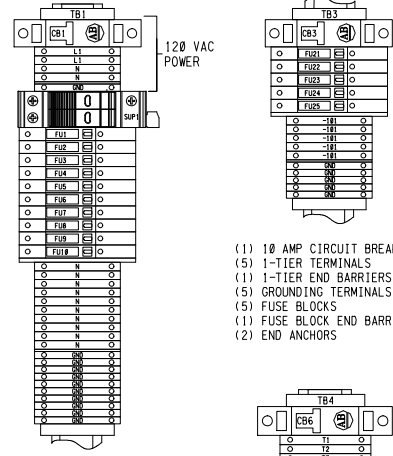 TB1
CB1
AB
L1
L1
N
N
GND
120 VAC
POWER
SUP1
FU1
FU2
FU3
FU4
FU5
FU6
FU7
FU8
FU9
FU10
N
N
N
N
N
N
N
N
N
N
GND
GND
GND
GND
GND
GND
GND
GND
GND
GND
TB3
CB3
AB
FU21
FU22
FU23
FU24
FU25
-101
-101
-101
-101
-101
GND
GND
GND
GND
GND
(1) 10 AMP CIRCUIT BREA
(5) 1-TIER TERMINALS
(1) 1-TIER END BARRIERS
(5) GROUNDING TERMINALS
(5) FUSE BLOCKS
(1) FUSE BLOCK END BARR
(2) END ANCHORS
TB4
CB6
AB
T1
T2